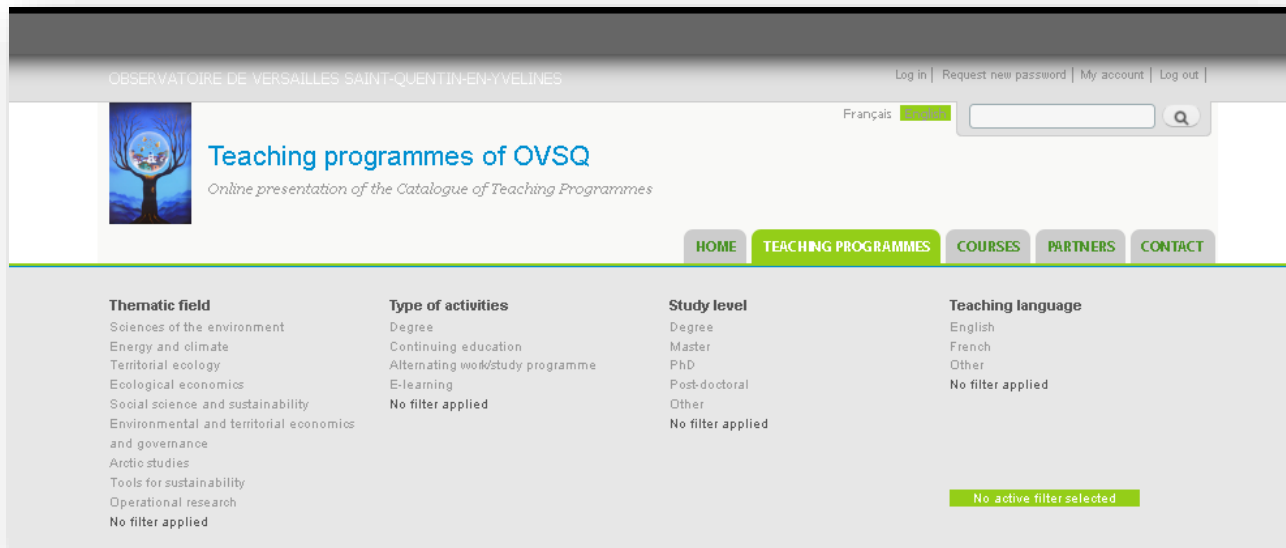 OBSERVATOIRE DE VERSAILLES SAINT-QUENTIN-EN-YVELINES
Log in | Request new password | My account | Log out |
Français English
Teaching programmes of OVSQ
Online presentation of the Catalogue of Teaching Programmes
HOME TEACHING PROGRAMMES COURSES PARTNERS CONTACT
Thematic field
Sciences of the environment
Energy and climate
Territorial ecology
Ecological economics
Social science and sustainability
Environmental and territorial economics
and governance
Arctic studies
Tools for sustainability
Operational research
No filter applied
Type of activities
Degree
Continuing education
Alternating work/study programme
E-learning
No filter applied
Study level
Degree
Master
PhD
Post-doctoral
Other
No filter applied
Teaching language
English
French
Other
No filter applied
No active filter selected